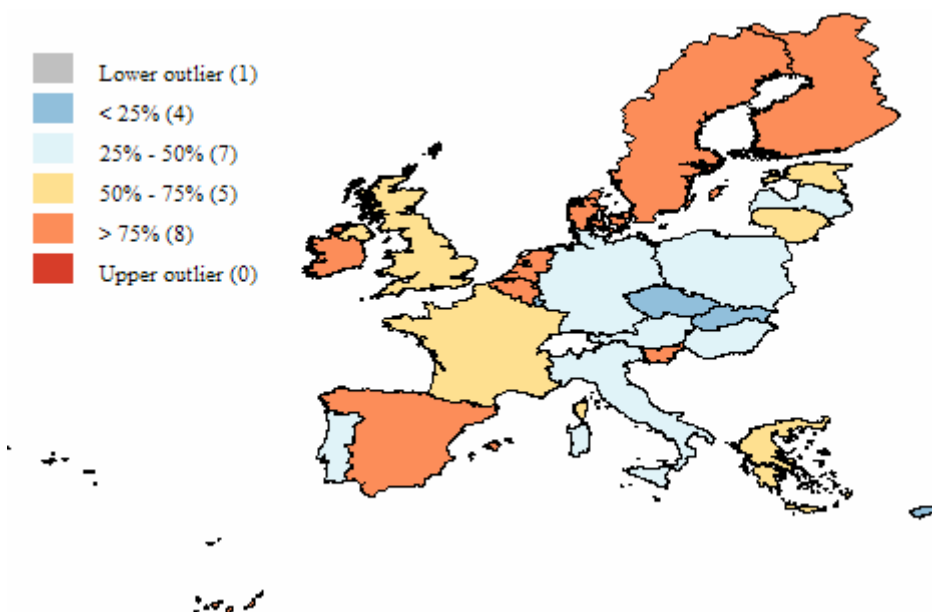 Lower outlier (1)
< 25% (4)
25% - 50% (7)
50% - 75% (5)
> 75% (8)
Upper outlier (0)